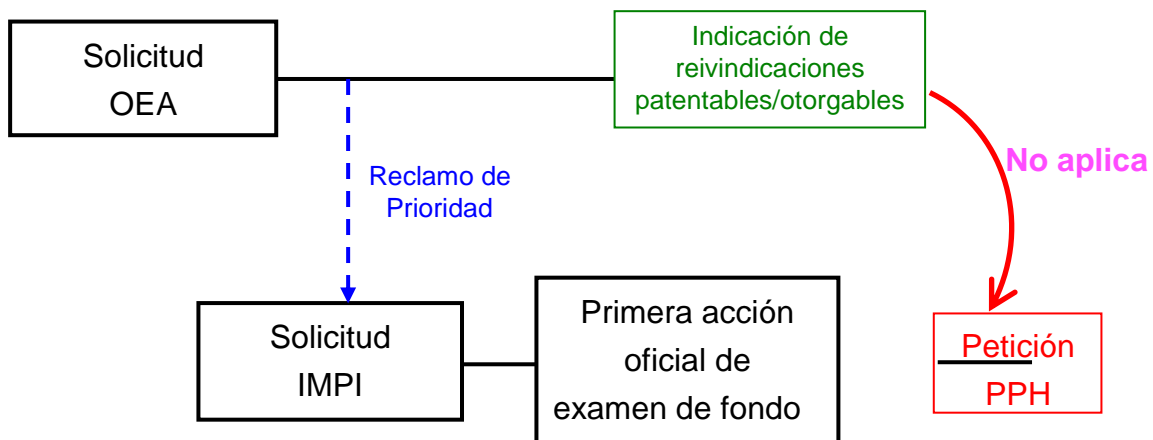 Solicitud
OEA
Indicación de
reivindicaciones
patentables/otorgables
No aplica
Reclamo de
Prioridad
Solicitud
IMPI
Primera acción
oficial de
examen de fondo
Petición
PPH